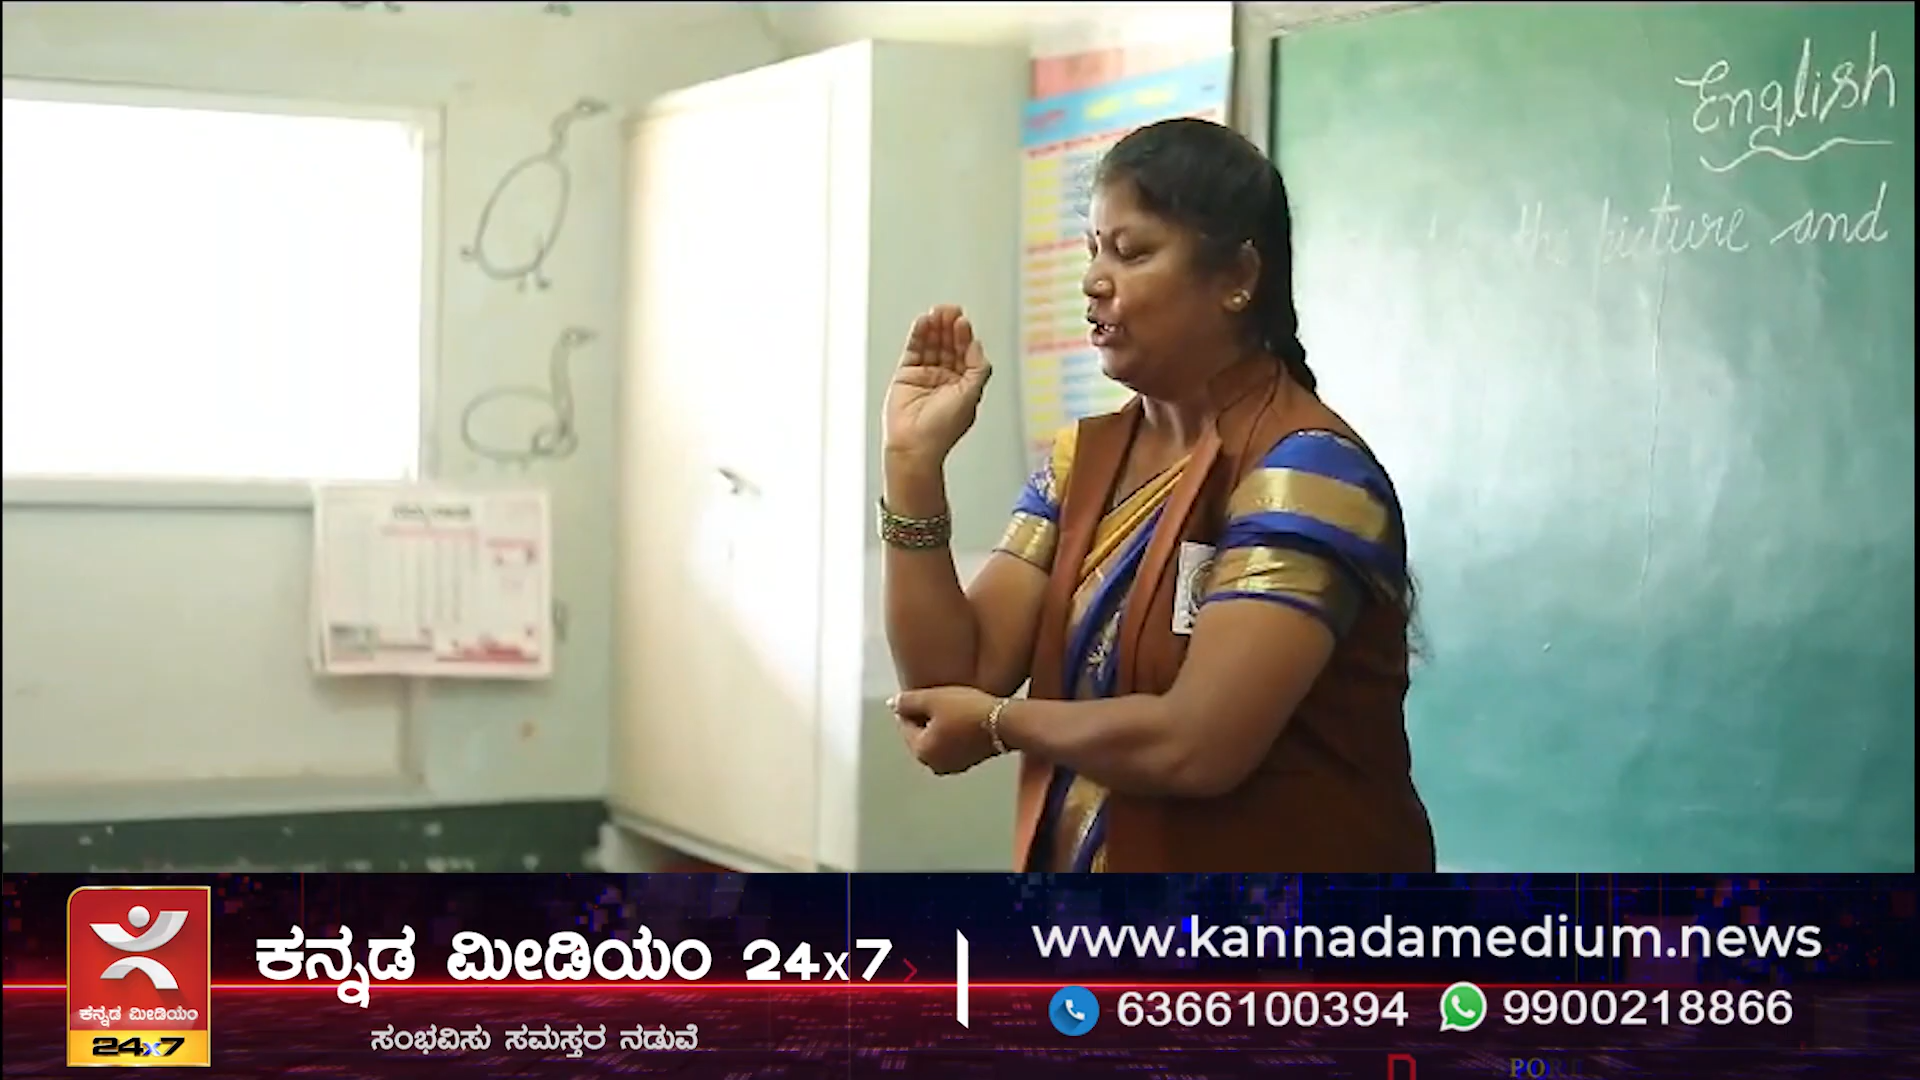 English
the picture and
ಕನ್ನಡ ಮೀಡಿಯಂ
24x7
ಕನ್ನಡ ಮೀಡಿಯಂ 24x7
ಸಂಭವಿಸು ಸಮಸ್ತರ ನಡುವೆ
www.kannadamedium.news
6366100394 9900218866